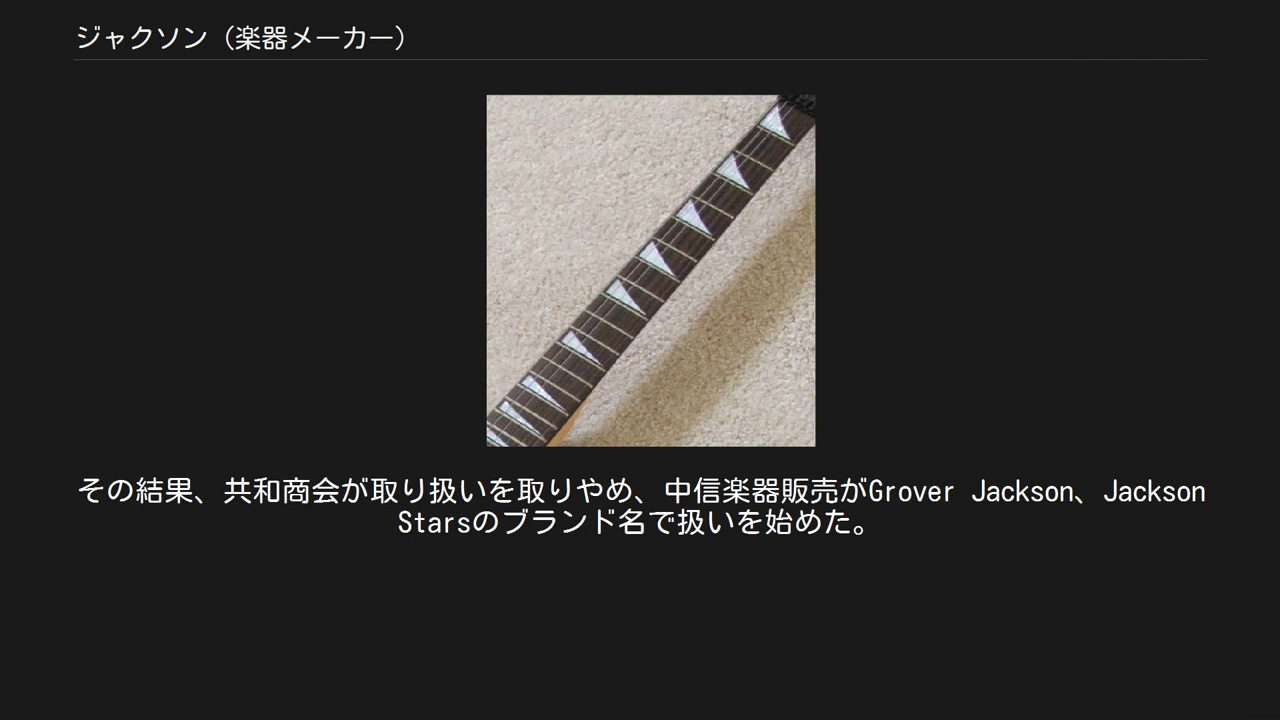 ジャクソン（楽器メーカー）
その結果、共和商会が取り扱いを取りやめ、中信楽器販売がGrover Jackson、Jackson
Starsのブランド名で扱いを始めた。